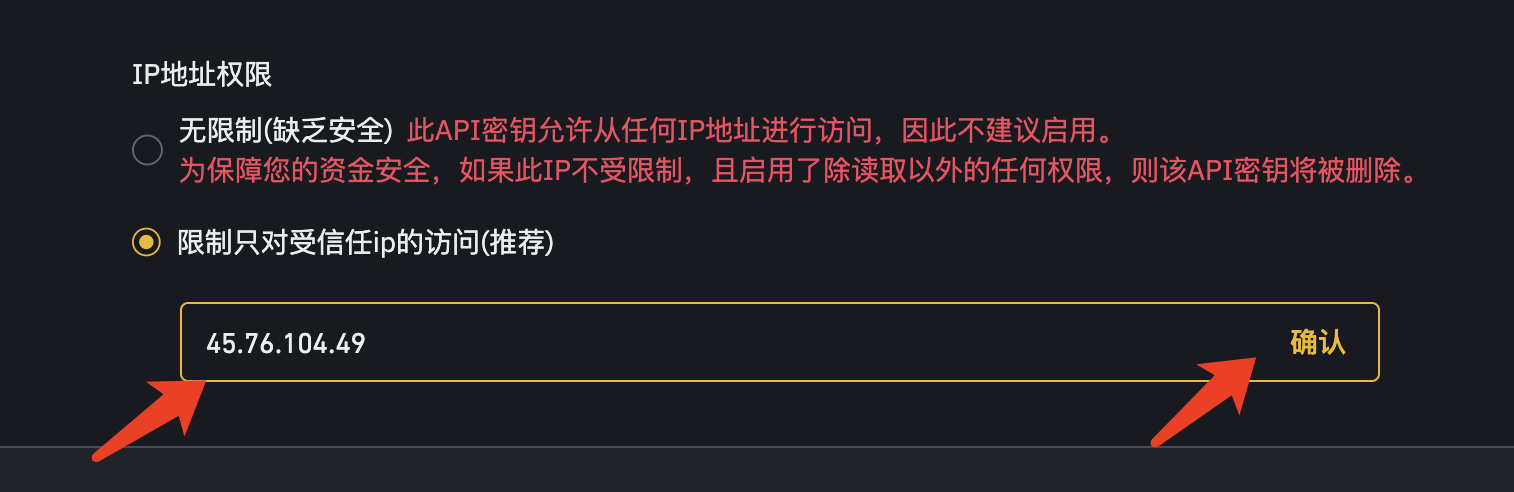 IP地址权限
无限制(缺乏安全) 此API密钥允许从任何IP地址进行访问，因此不建议启用。
为保障您的资金安全，如果此IP不受限制，且启用了除读取以外的任何权限，则该API密钥将被删除。
限制只对受信任ip的访问(推荐)
45.76.104.49 确认